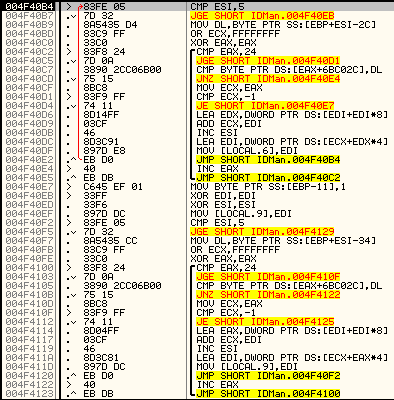 004F40B4 > 83FE 05 CMP ESI,5
004F40B7 .v 7D 32 JGE SHORT IDMan.004F40EB
004F40B9 . 8A5435 D4 MOV DL,BYTE PTR SS:[EBP+ESI-2C]
004F40BD . 83C9 FF OR ECX,FFFFFFFF
004F40C0 . 33C0 XOR EAX,EAX
004F40C2 > 83F8 24 CMP EAX,24
004F40C5 .v 7D 0A JGE SHORT IDMan.004F40D1
004F40C7 . 3890 2CC06B00 CMP BYTE PTR DS:[EAX+6BC02C],DL
004F40CD .v 75 15 JNZ SHORT IDMan.004F40E4
004F40CF . 8BC8 MOV ECX,EAX
004F40D1 > 83F9 FF CMP ECX,-1
004F40D4 .v 74 11 JE SHORT IDMan.004F40E7
004F40D6 . 8D14FF LEA EDX,DWORD PTR DS:[EDI+EDI*8]
004F40D9 . 03CF ADD ECX,EDI
004F40DB . 46 INC ESI
004F40DC . 8D3C91 LEA EDI,DWORD PTR DS:[ECX+EDX*4]
004F40DF . 897D E8 MOV [LOCAL.6],EDI
004F40E2 .^ EB D0 JMP SHORT IDMan.004F40B4
004F40E4 > 40 INC EAX
004F40E5 .^ EB DB JMP SHORT IDMan.004F40C2
004F40E7 > C645 EF 01 MOV BYTE PTR SS:[EBP-11],1
004F40EB > 33FF XOR EDI,EDI
004F40ED . 33F6 XOR ESI,ESI
004F40EF . 897D DC MOV [LOCAL.9],EDI
004F40F2 > 83FE 05 CMP ESI,5
004F40F5 .v 7D 32 JGE SHORT IDMan.004F4129
004F40F7 . 8A5435 CC MOV DL,BYTE PTR SS:[EBP+ESI-34]
004F40FB . 83C9 FF OR ECX,FFFFFFFF
004F40FE . 33C0 XOR EAX,EAX
004F4100 > 83F8 24 CMP EAX,24
004F4103 .v 7D 0A JGE SHORT IDMan.004F410F
004F4105 . 3890 2CC06B00 CMP BYTE PTR DS:[EAX+6BC02C],DL
004F410B .v 75 15 JNZ SHORT IDMan.004F4122
004F410D . 8BC8 MOV ECX,EAX
004F410F > 83F9 FF CMP ECX,-1
004F4112 .v 74 11 JE SHORT IDMan.004F4125
004F4114 . 8D04FF LEA EAX,DWORD PTR DS:[EDI+EDI*8]
004F4117 . 03CF ADD ECX,EDI
004F4119 . 46 INC ESI
004F411A . 8D3C81 LEA EDI,DWORD PTR DS:[ECX+EAX*4]
004F411D . 897D DC MOV [LOCAL.9],EDI
004F4120 .^ EB D0 JMP SHORT IDMan.004F40F2
004F4122 > 40 INC EAX
004F4123 .^ EB DB JMP SHORT IDMan.004F4100